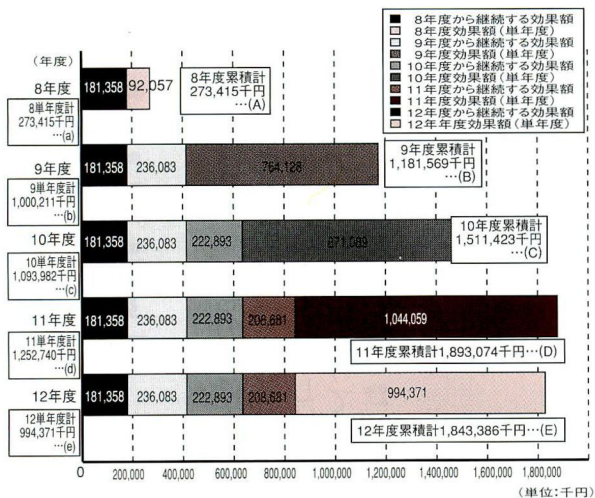 8年度から継続する効果額
8年度効果額(単年度)
9年度から継続する効果額
9年度効果額(単年度)
10年度から継続する効果額
10年度効果額(単年度)
11年度から継続する効果額
11年度効果額(単年度)
12年度から継続する効果額
12年年度効果額(単年度)
(年度)
8年度
8単年度計
273,415千円
…(a)
181,358 92,057
8年度累積計
273,415千円
…(A)
9年度
9単年度計
1,000,211千円
…(b)
181,358 236,083 764,128
9年度累積計
1,181,569千円
…(B)
10年度
10単年度計
1,093,982千円
…(c)
181,358 236,083 222,893 871,089
10年度累積計
1,511,423千円
…(C)
11年度
11単年度計
1,252,740千円
…(d)
181,358 236,083 222,893 208,681 1,044,059
11年度累積計1,893,074千円…(D)
12年度
12単年度計
994,371千円
…(e)
181,358 236,083 222,893 208,681 994,371
12年度累積計1,843,386千円…(E)
0 200,000 400,000 600,000 800,000 1,000,000 1,200,000 1,400,000 1,600,000 1,800,000
(単位:千円)